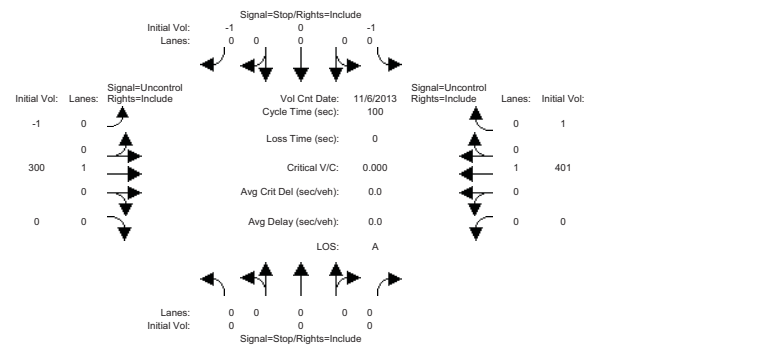 Signal=Stop/Rights=Include
Initial Vol: -1 0 -1
Lanes: 0 0 0 0 0
Signal=Uncontrol Signal=Uncontrol
Initial Vol: Lanes: Rights=Include Vol Cnt Date: 11/6/2013 Rights=Include Lanes: Initial Vol:
Cycle Time (sec): 100
-1 0 0 1
Loss Time (sec): 0
0 0
300 1 Critical V/C: 0.000 1 401
0 Avg Crit Del (sec/veh): 0.0 0
0 0 Avg Delay (sec/veh): 0.0 0 0
LOS: A
Lanes: 0 0 0 0 0
Initial Vol: 0 0 0
Signal=Stop/Rights=Include